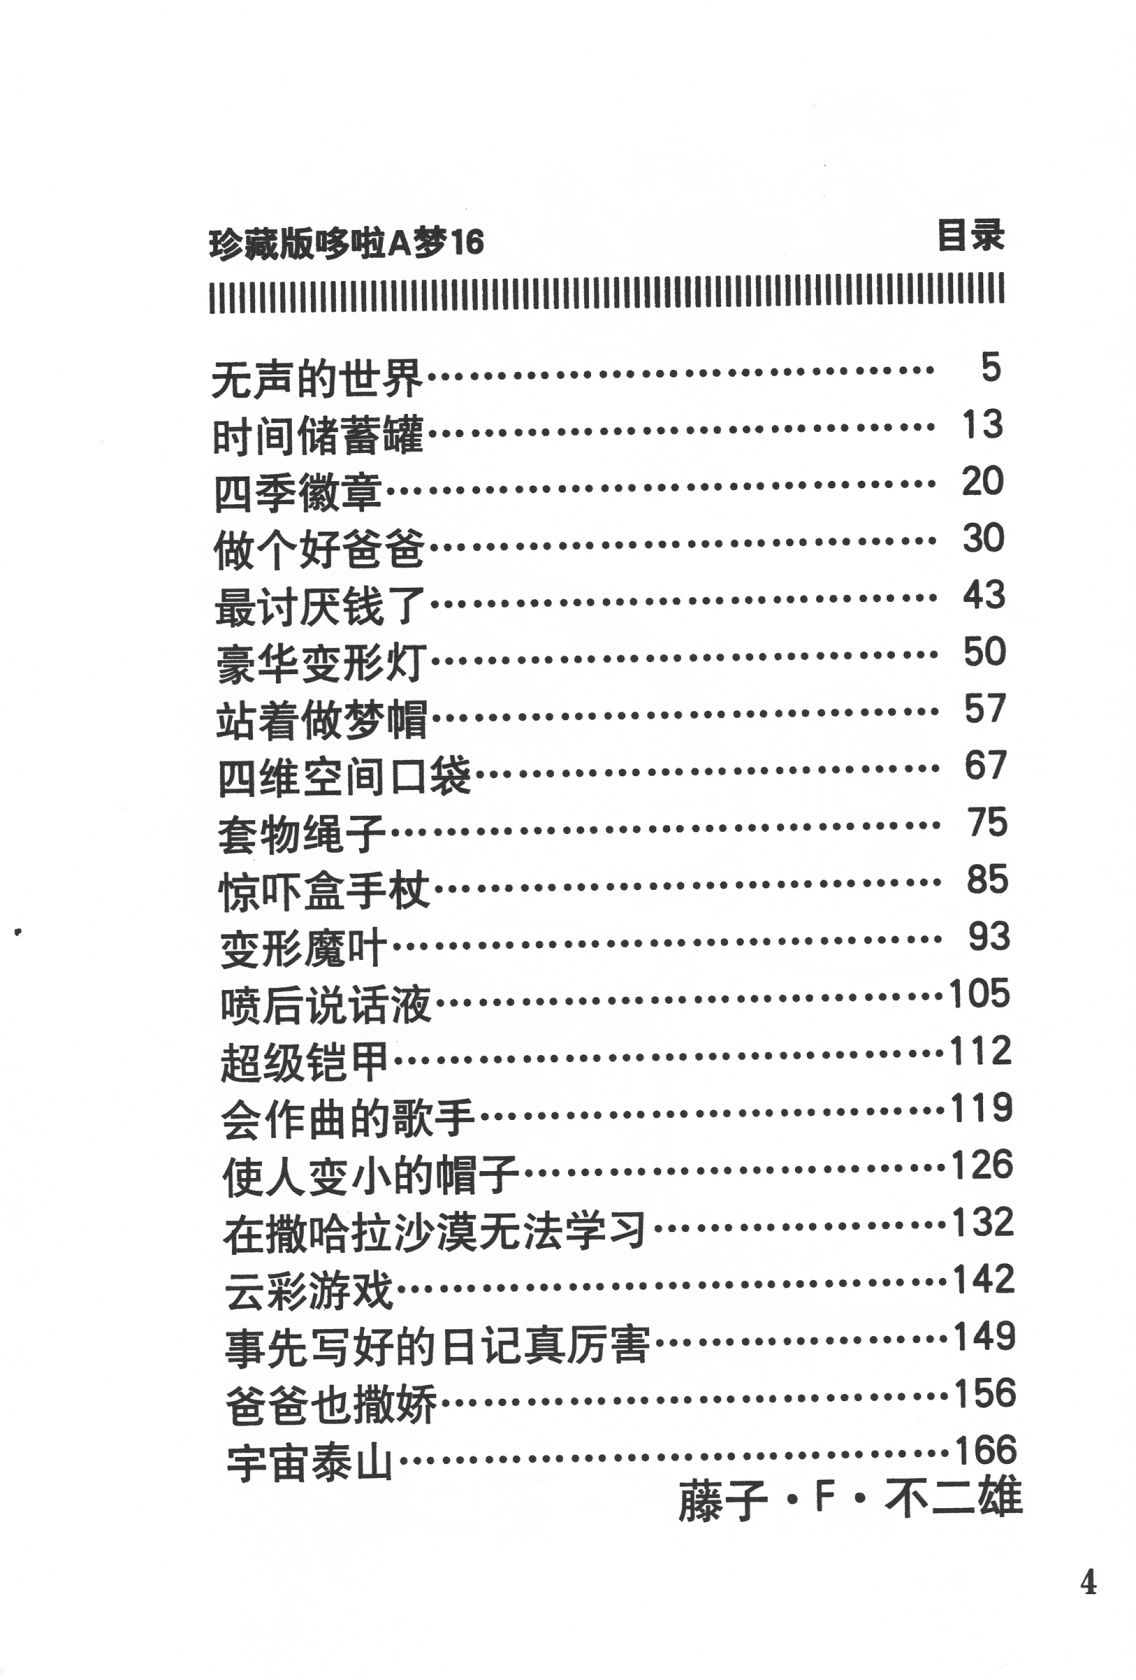 珍藏版哆啦A梦16 目录
无声的世界…………………………………… 5
时间储蓄罐…………………………………… 13
四季徽章……………………………………… 20
做个好爸爸…………………………………… 30
最讨厌钱了…………………………………… 43
豪华变形灯…………………………………… 50
站着做梦帽…………………………………… 57
四维空间口袋………………………………… 67
套物绳子……………………………………… 75
惊吓盒手杖…………………………………… 85
变形魔叶……………………………………… 93
喷后说话液……………………………………105
超级铠甲………………………………………112
会作曲的歌手…………………………………119
使人变小的帽子………………………………126
在撒哈拉沙漠无法学习………………………132
云彩游戏………………………………………142
事先写好的日记真厉害………………………149
爸爸也撒娇……………………………………156
宇宙泰山………………………………………166
藤子·F·不二雄
4